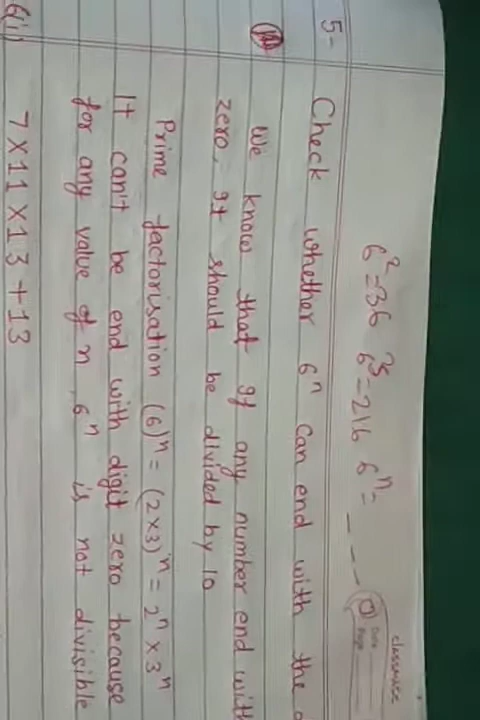 classmate
Date
Page
6² = 36 6³ = 216 6ⁿ = _ _ _
5- Check whether 6ⁿ can end with the
We know that if any number end with
zero, it should be divided by 10
Prime factorisation (6)ⁿ = (2×3)ⁿ = 2ⁿ × 3ⁿ
It can't be end with digit zero because
for any value of n, 6ⁿ is not divisible
6(i) 7 × 11 × 13 + 13